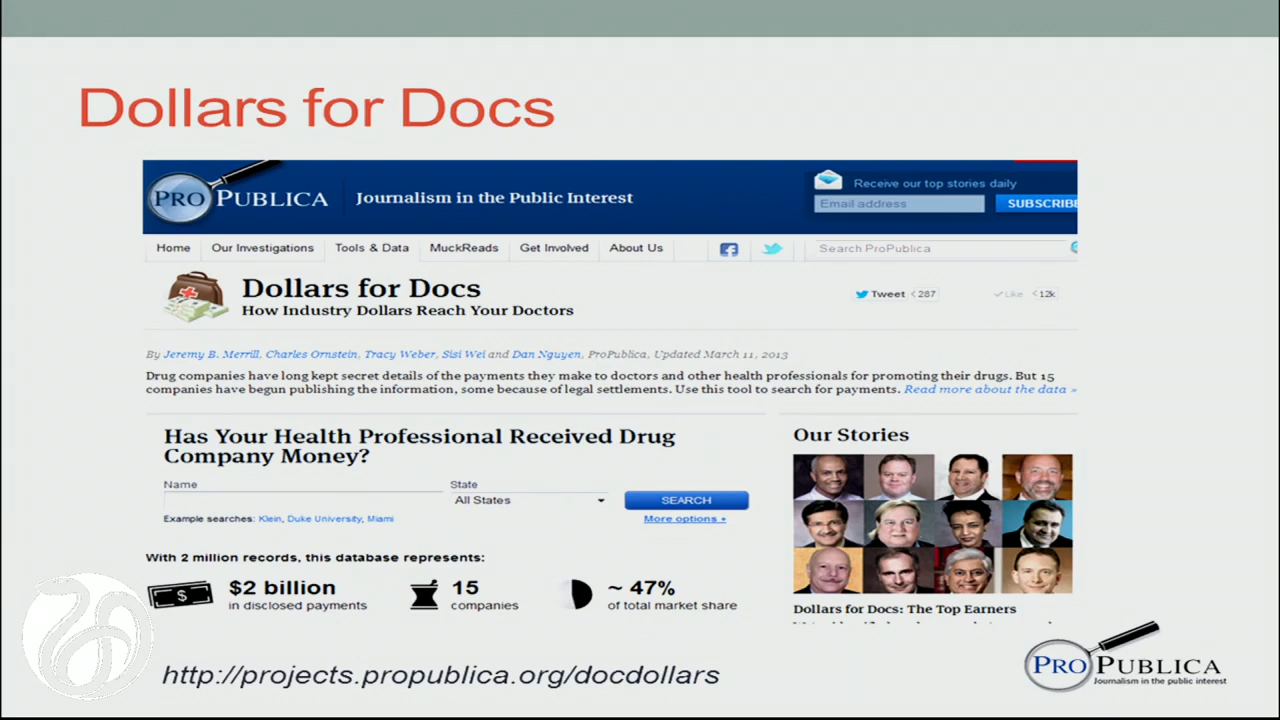 Dollars for Docs
PROPUBLICA
Journalism in the Public Interest
Receive our top stories daily
Email address
SUBSCRIBE
Home
Our Investigations
Tools & Data
MuckReads
Get Involved
About Us
Search ProPublica
Dollars for Docs
How Industry Dollars Reach Your Doctors
Tweet
287
Like
12k
By Jeremy B. Merrill, Charles Ornstein, Tracy Weber, Sisi Wei and Dan Nguyen, ProPublica, Updated March 11, 2013
Drug companies have long kept secret details of the payments they make to doctors and other health professionals for promoting their drugs. But 15
companies have begun publishing the information, some because of legal settlements. Use this tool to search for payments. Read more about the data »
Has Your Health Professional Received Drug
Company Money?
Name
State
All States
SEARCH
Example searches: Klein, Duke University, Miami
More options +
With 2 million records, this database represents:
$
$2 billion
in disclosed payments
15
companies
~ 47%
of total market share
Our Stories
Dollars for Docs: The Top Earners
http://projects.propublica.org/docdollars
PROPUBLICA
Journalism in the public interest